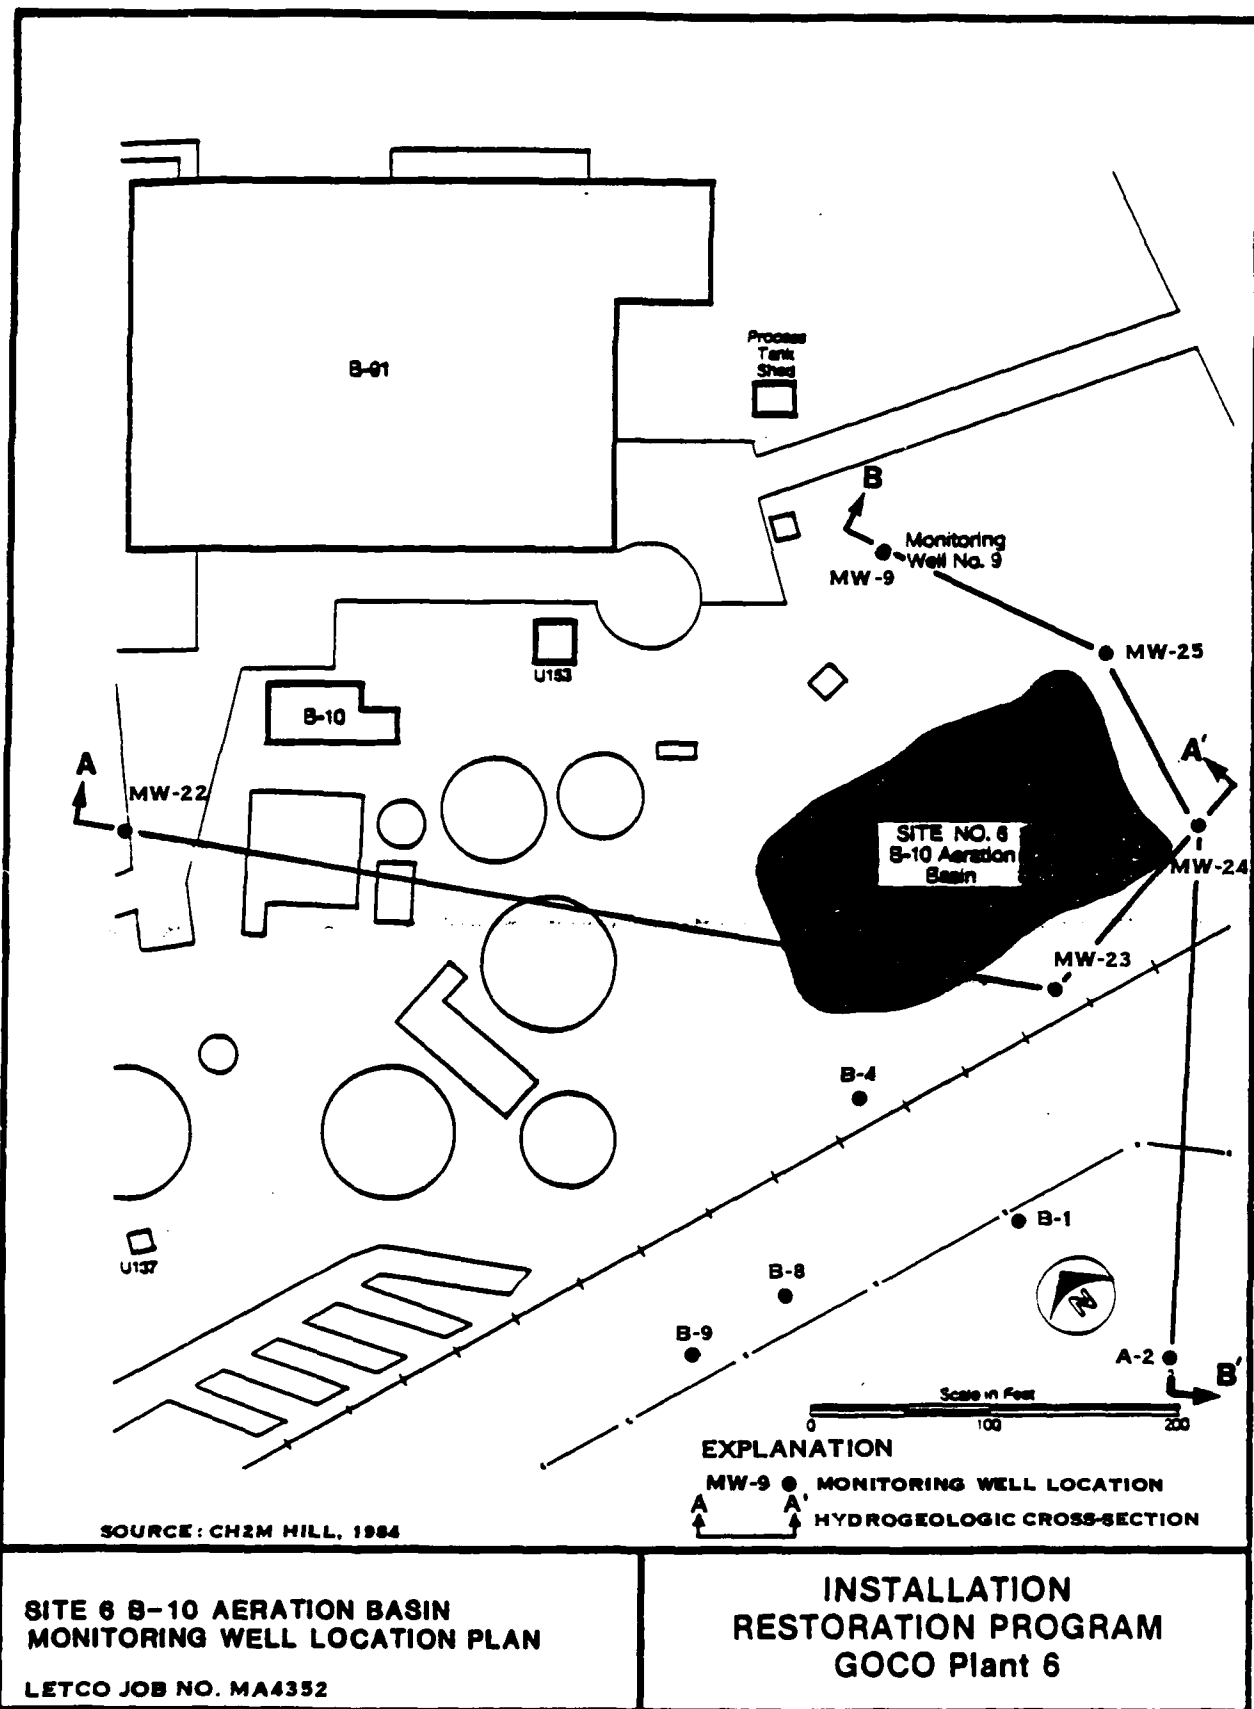 B-91
Process
Tank
Shed
B
Monitoring
Well No. 9
MW-9
MW-25
U153
B-10
A
MW-22
A'
SITE NO. 6
B-10 Aeration
Basin
MW-24
MW-23
B-4
B-1
U137
B-8
N
B-9
A-2
B'
Scale in Feet
0 100 200
EXPLANATION
MW-9 MONITORING WELL LOCATION
A A' HYDROGEOLOGIC CROSS-SECTION
SOURCE: CH2M HILL, 1984
SITE 6 B-10 AERATION BASIN
MONITORING WELL LOCATION PLAN
LETCO JOB NO. MA4352
INSTALLATION
RESTORATION PROGRAM
GOCO Plant 6